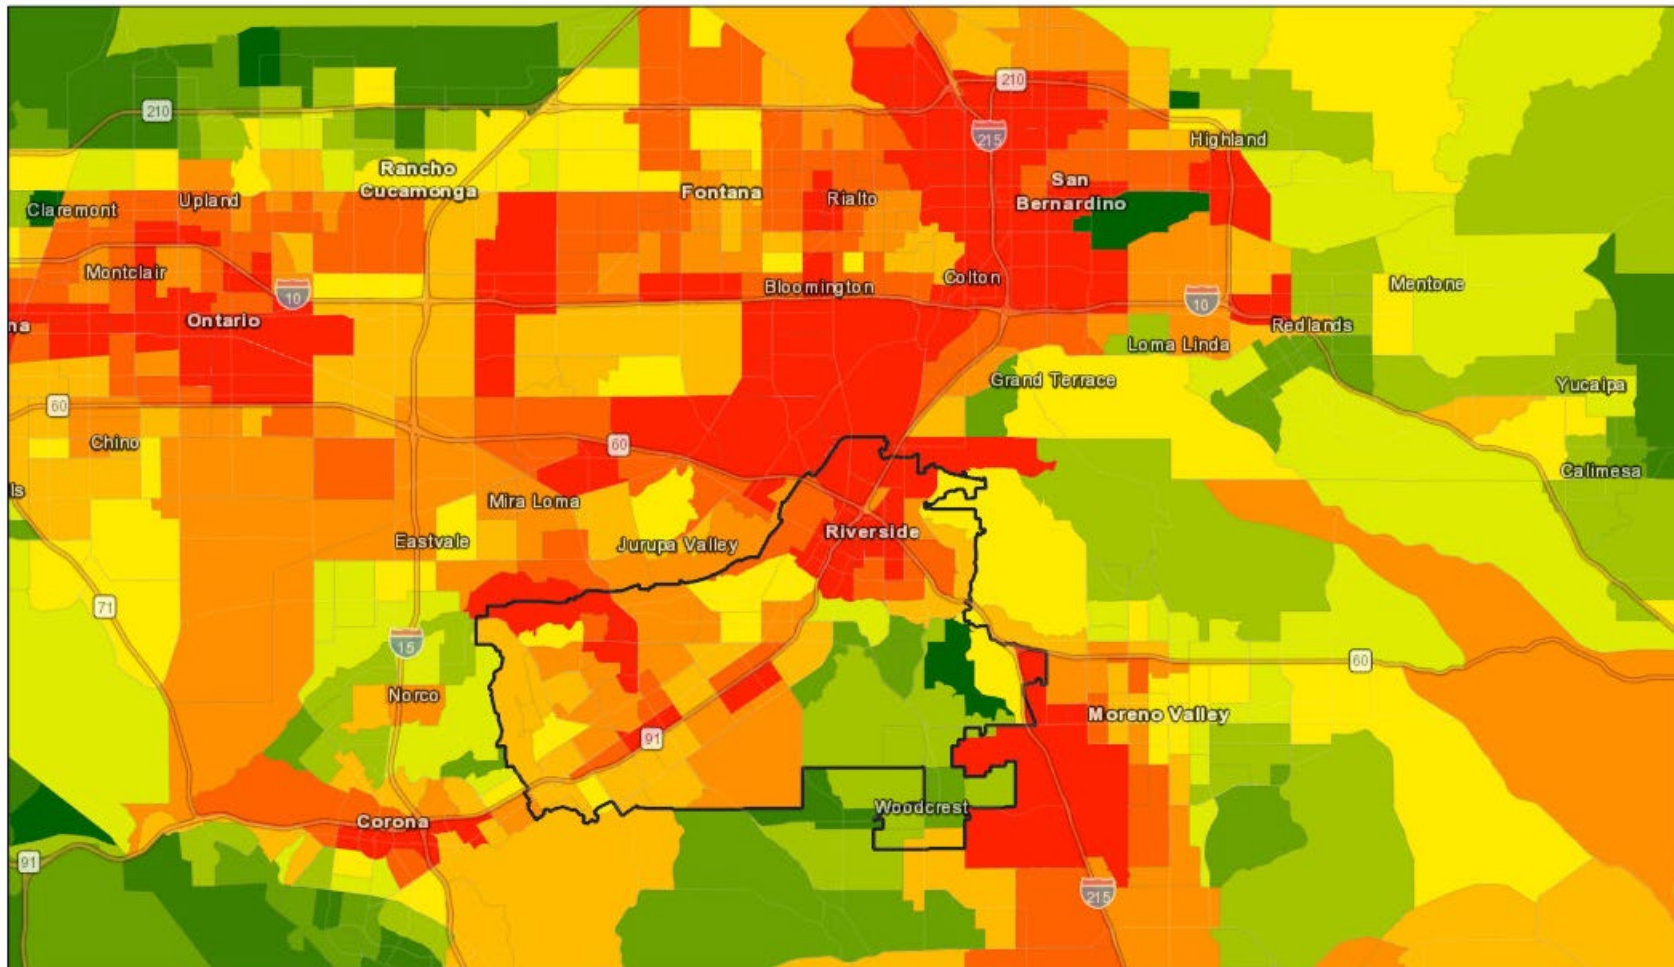 210
210
215
Highland
Rancho
Cucamonga
San
Bernardino
Claremont
Upland
Fontana
Rialto
Montclair
10
Bloomington
Colton
10
Mentone
na
Ontario
Redlands
Loma Linda
Grand Terrace
Yucaipa
60
Chino
60
Calimesa
ls
Mira Loma
Riverside
Eastvale
Jurupa Valley
71
15
60
Norco
Moreno Valley
91
Woodcrest
Corona
91
215